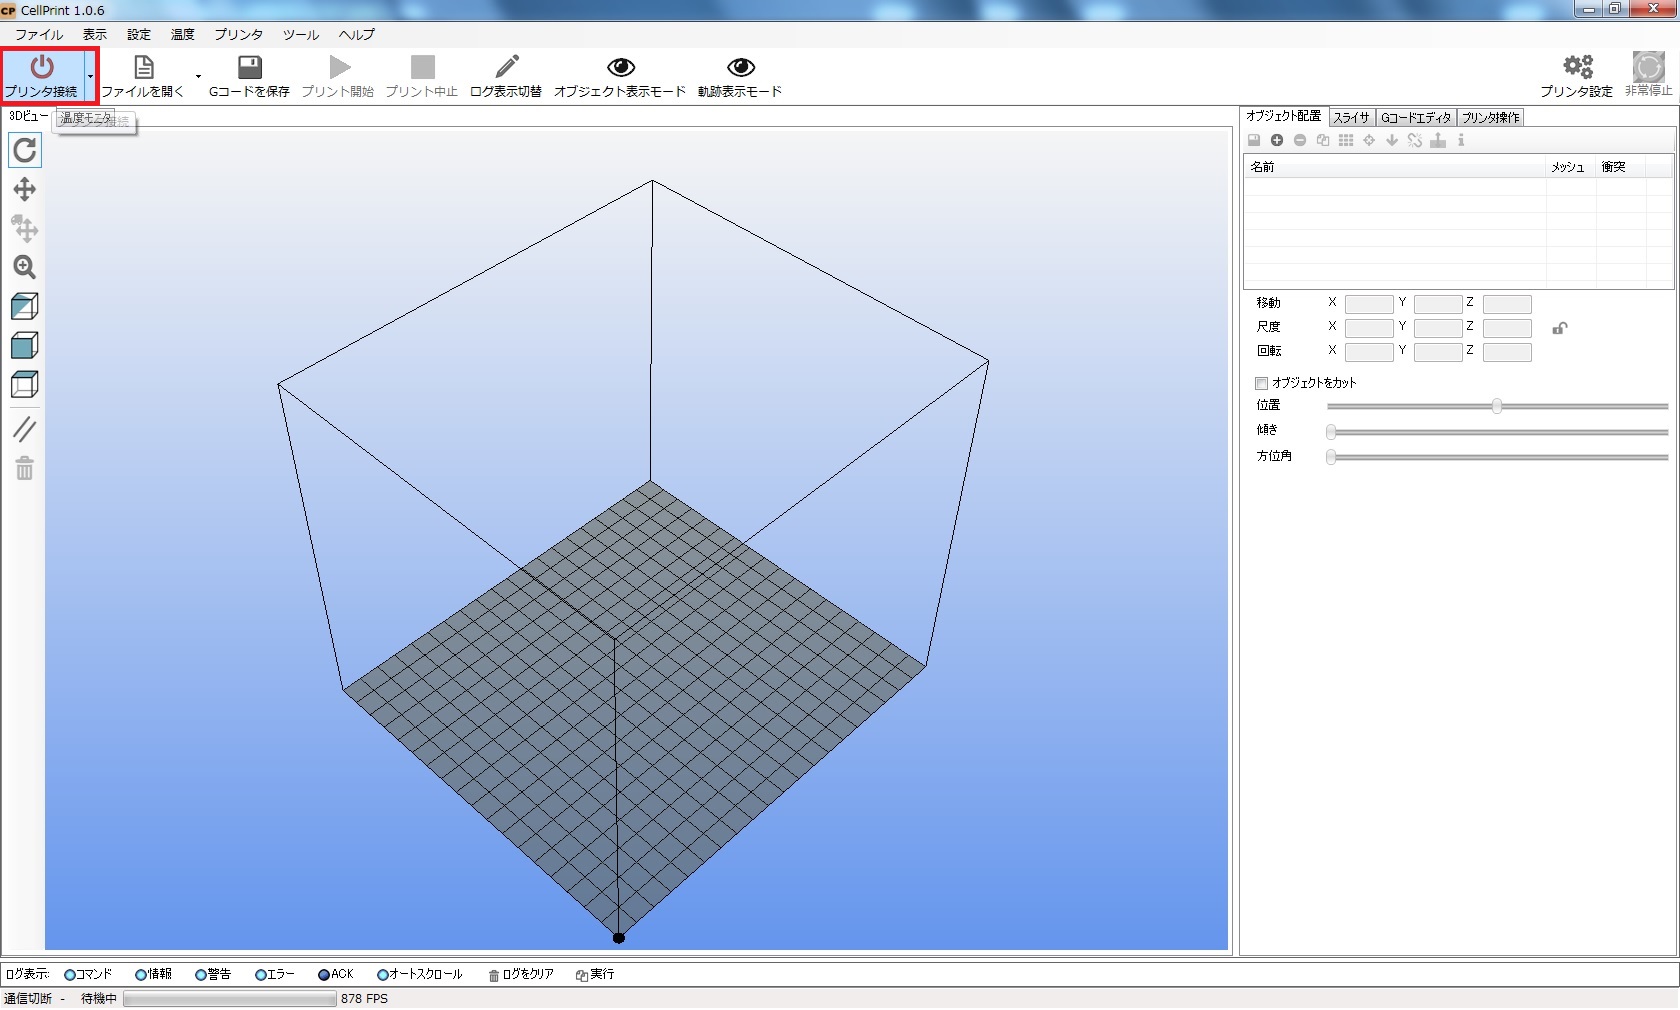 CP CellPrint 1.0.6
ファイル 表示 設定 温度 プリンタ ツール ヘルプ
プリンタ接続 ファイルを開く Gコードを保存 プリント開始 プリント中止 ログ表示切替 オブジェクト表示モード 軌跡表示モード プリンタ設定 非常停止
3Dビュー 温度モニタ
オブジェクト配置 スライサ Gコードエディタ プリンタ操作
名前 メッシュ 衝突
移動 X Y Z
尺度 X Y Z
回転 X Y Z
オブジェクトをカット
位置
傾き
方位角
ログ表示: コマンド 情報 警告 エラー ACK オートスクロール ログをクリア 実行
通信切断 - 待機中 878 FPS